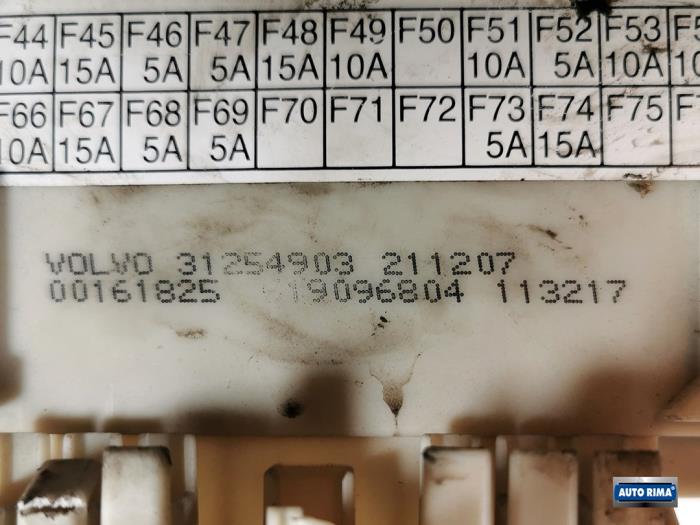 F44 F45 F46 F47 F48 F49 F50 F51 F52 F53
10A 15A 5A 5A 15A 10A 10A 5A 10A
F66 F67 F68 F69 F70 F71 F72 F73 F74 F75
10A 15A 5A 5A 5A 15A
VOLVO 31254903 211207
00161825 19096804 113217
AUTO RIMA